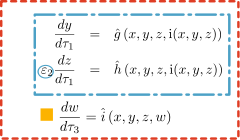 dy/dτ₁ = ĝ(x, y, z, i(x, y, z))
ε₂ dz/dτ₁ = ĥ(x, y, z, i(x, y, z))
dw/dτ₃ = î(x, y, z, w)